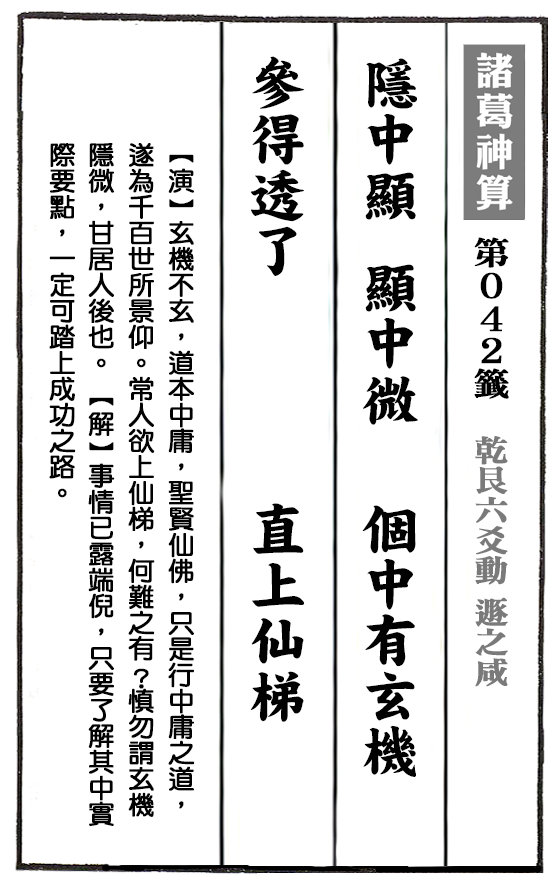 諸葛神算 第042籤 乾艮六爻動 遯之咸
隱中顯 顯中微 個中有玄機
參得透了 直上仙梯
【演】玄機不玄，道本中庸，聖賢仙佛，只是行中庸之道，
遂為千百世所景仰。常人欲上仙梯，何難之有？慎勿謂玄機
隱微，甘居人後也。【解】事情已露端倪，只要了解其中實
際要點，一定可踏上成功之路。